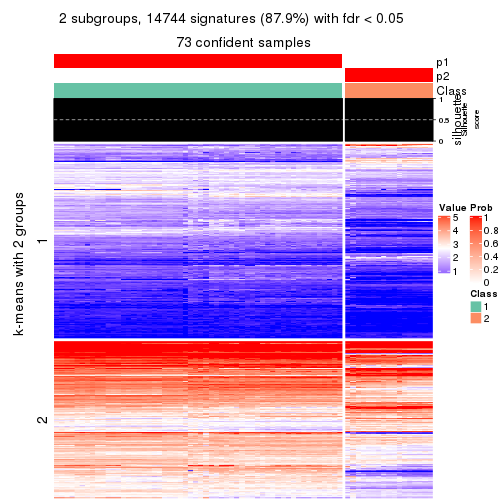 2 subgroups, 14744 signatures (87.9%) with fdr < 0.05
73 confident samples
p1
p2
Class
silhouette
Silhouette
score
1
0.5
0
k-means with 2 groups
1
2
Value
5
4
3
2
1
Prob
1
0.8
0.6
0.4
0.2
0
Class
1
2